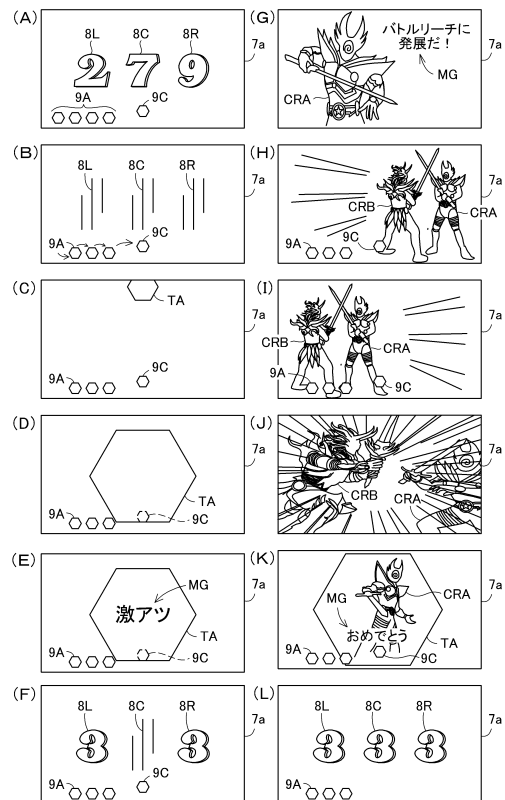 (A)
8L 8C 8R
2 7 9
7a
9A 9C
(B)
8L 8C 8R
7a
9A 9C
(C)
TA
7a
9A 9C
(D)
7a
TA
9A 9C
(E)
MG
7a
激アツ
TA
9A 9C
(F)
8L 8C 8R
7a
3 3
9A 9C
(G)
バトルリーチに
発展だ！
7a
MG
CRA
(H)
7a
CRB CRA
9A 9C
(I)
7a
CRB CRA
9A 9C
(J)
7a
CRB CRA
(K)
7a
CRA
MG
おめでとう
TA
9A 9C
(L)
8L 8C 8R
7a
3 3 3
9A